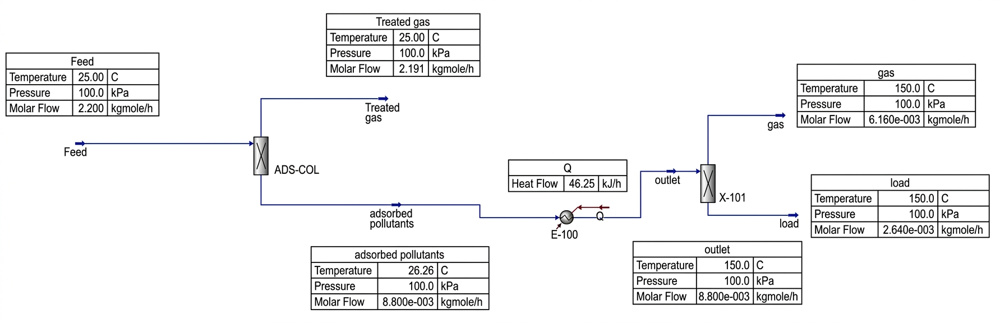 Treated gas
Temperature 25.00 C
Pressure 100.0 kPa
Molar Flow 2.191 kgmole/h
Feed
Temperature 25.00 C
Pressure 100.0 kPa
Molar Flow 2.200 kgmole/h
gas
Temperature 150.0 C
Pressure 100.0 kPa
Molar Flow 6.160e-003 kgmole/h
Treated
gas
gas
Feed
ADS-COL
Q
Heat Flow 46.25 kJ/h
outlet
X-101
load
Temperature 150.0 C
Pressure 100.0 kPa
Molar Flow 2.640e-003 kgmole/h
adsorbed
pollutants
Q
E-100
load
adsorbed pollutants
Temperature 26.26 C
Pressure 100.0 kPa
Molar Flow 8.800e-003 kgmole/h
outlet
Temperature 150.0 C
Pressure 100.0 kPa
Molar Flow 8.800e-003 kgmole/h